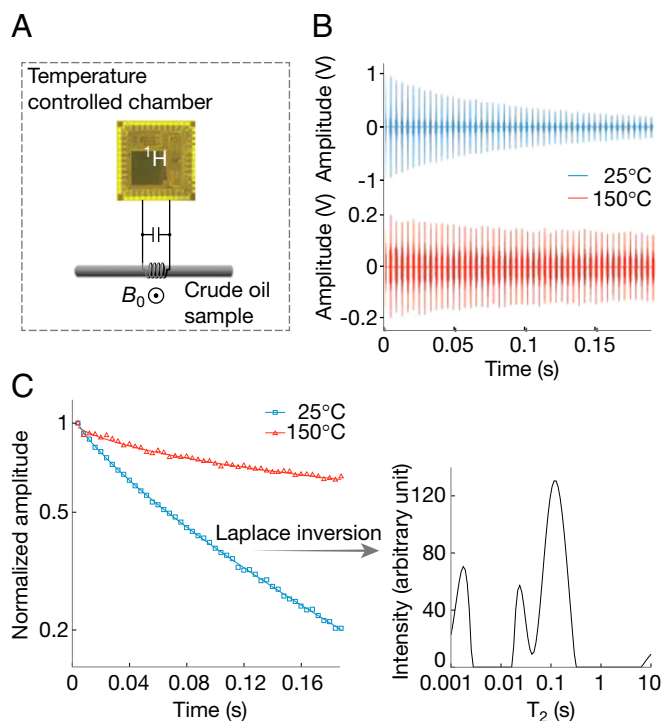 A
Temperature
controlled chamber
¹H
B₀
Crude oil
sample
B
Amplitude (V)
1
0
-1
25°C
150°C
Amplitude (V)
0.2
0
-0.2
0
0.05
0.1
0.15
Time (s)
C
25°C
150°C
Normalized amplitude
1
0.5
0.2
0
0.04
0.08
0.12
0.16
Time (s)
Laplace inversion
Intensity (arbitrary unit)
120
80
40
0
0.001
0.01
0.1
1
10
T₂ (s)